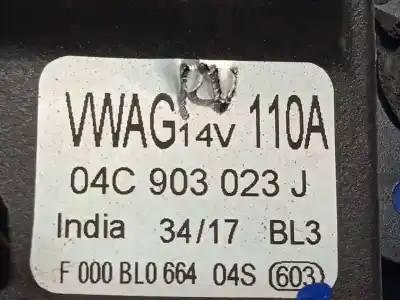 VWAG 14V 110A
04C 903 023 J
India 34/17 BL3
F 000 BL0 664 04S 603